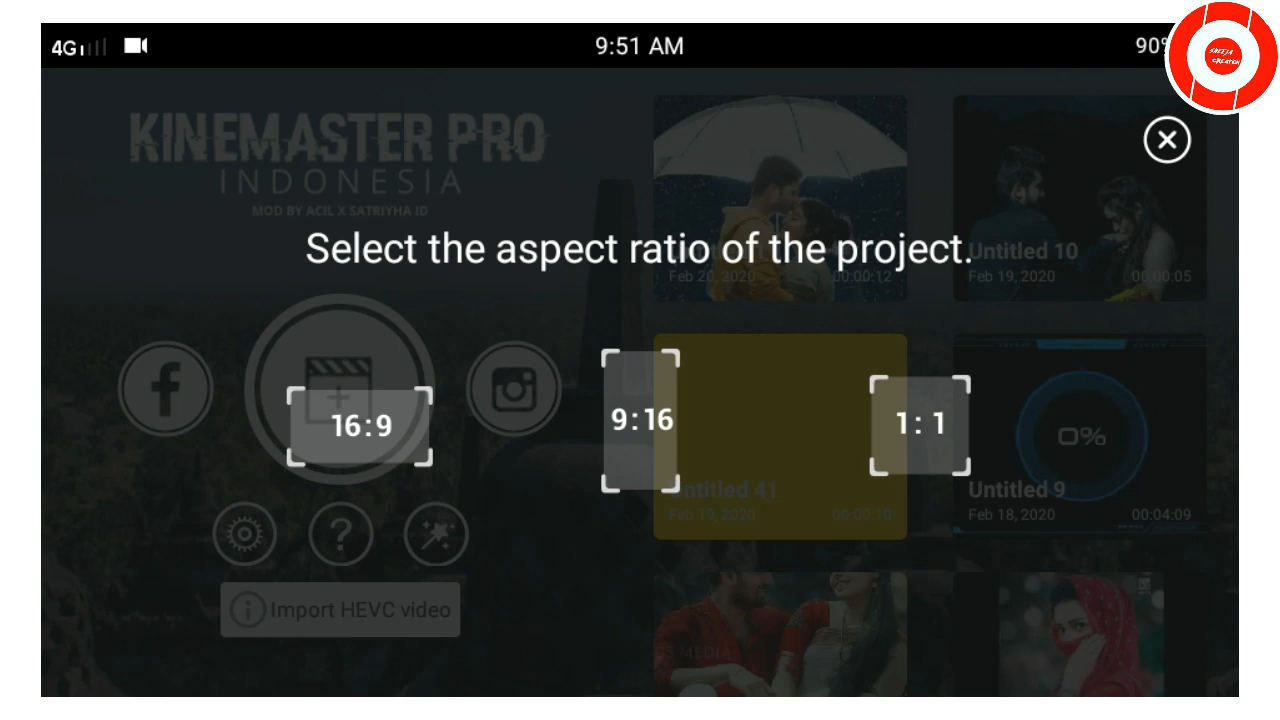 4G
9:51 AM
90%
SREEJA
CREATION
KINEMASTER PRO
INDONESIA
MOD BY ACIL X SATRIYHA ID
Select the aspect ratio of the project.
Feb 20, 2020
00:00:12
Untitled 10
Feb 19, 2020
00:00:05
16:9
9:16
1:1
0%
Untitled 41
Feb 19, 2020
00:00:10
Untitled 9
Feb 18, 2020
00:04:09
Import HEVC video